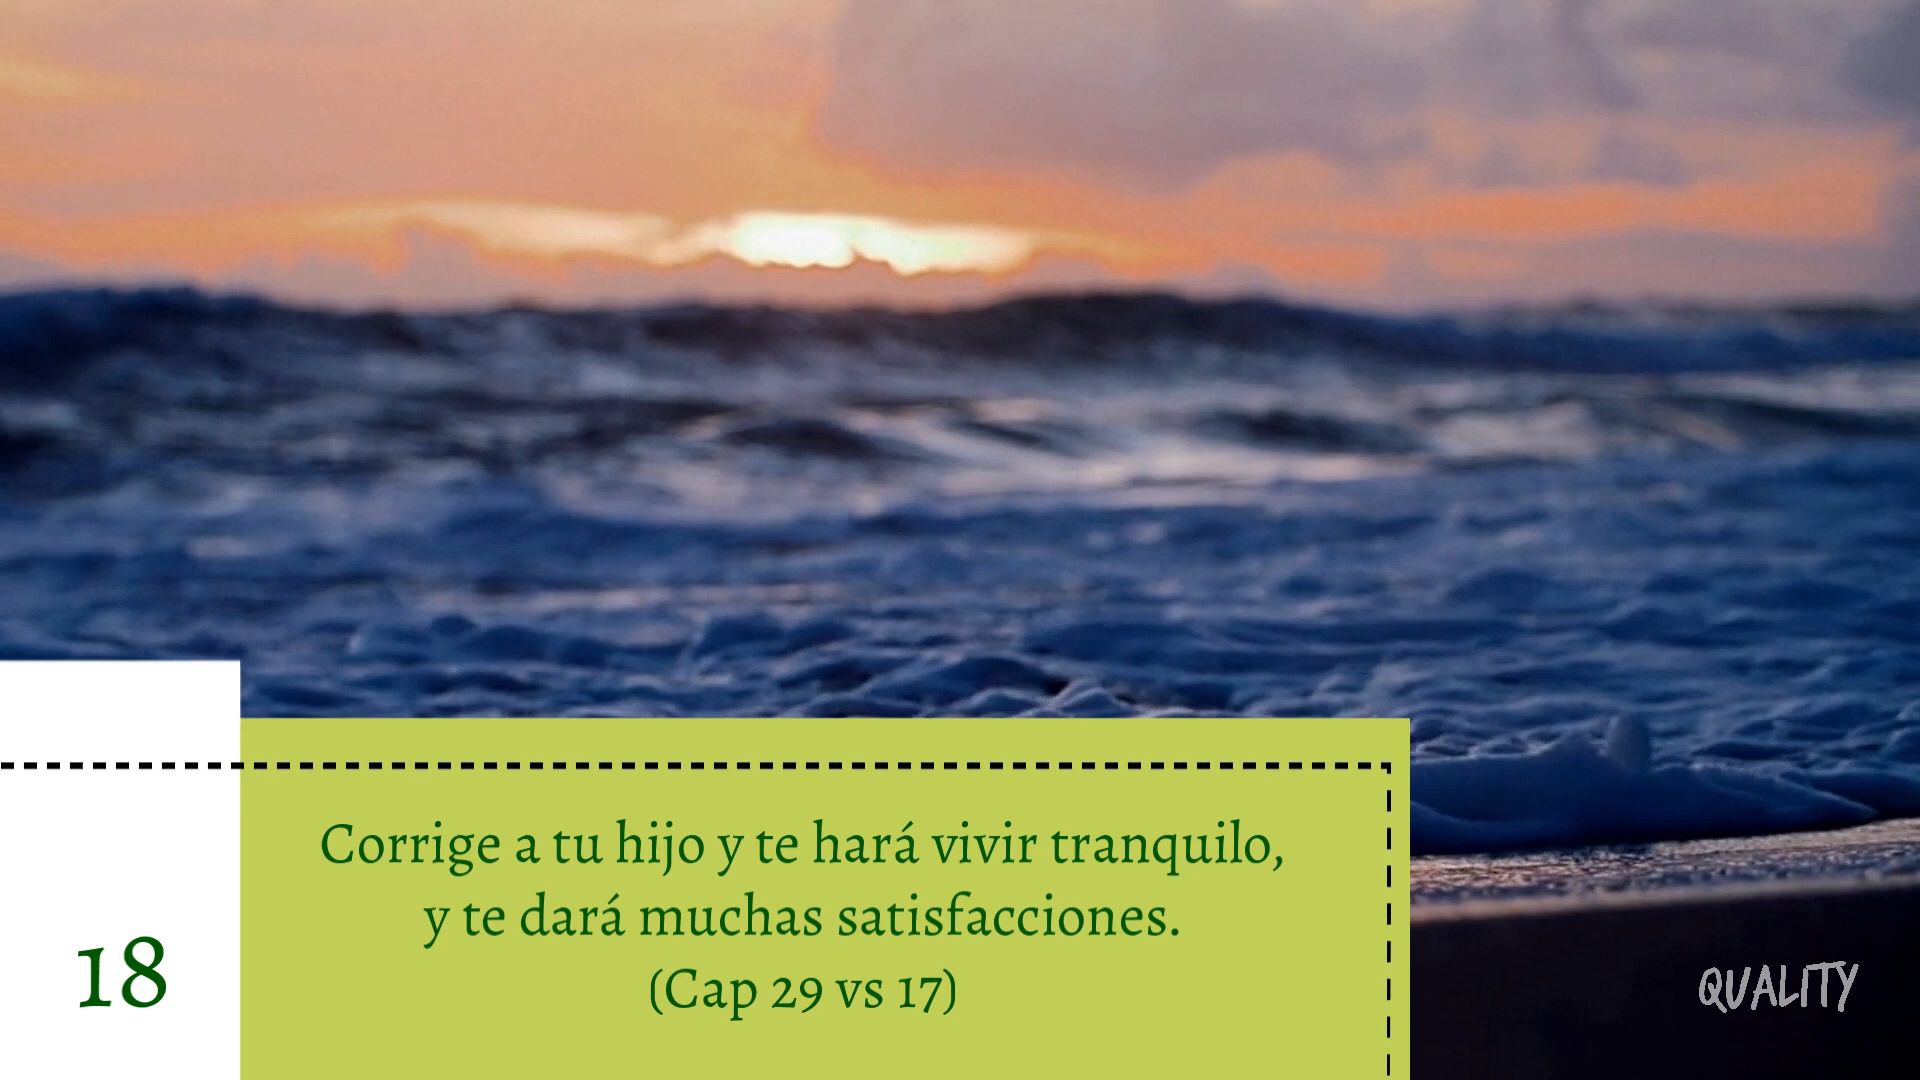 Corrige a tu hijo y te hará vivir tranquilo,
y te dará muchas satisfacciones.
(Cap 29 vs 17)
18
QUALITY